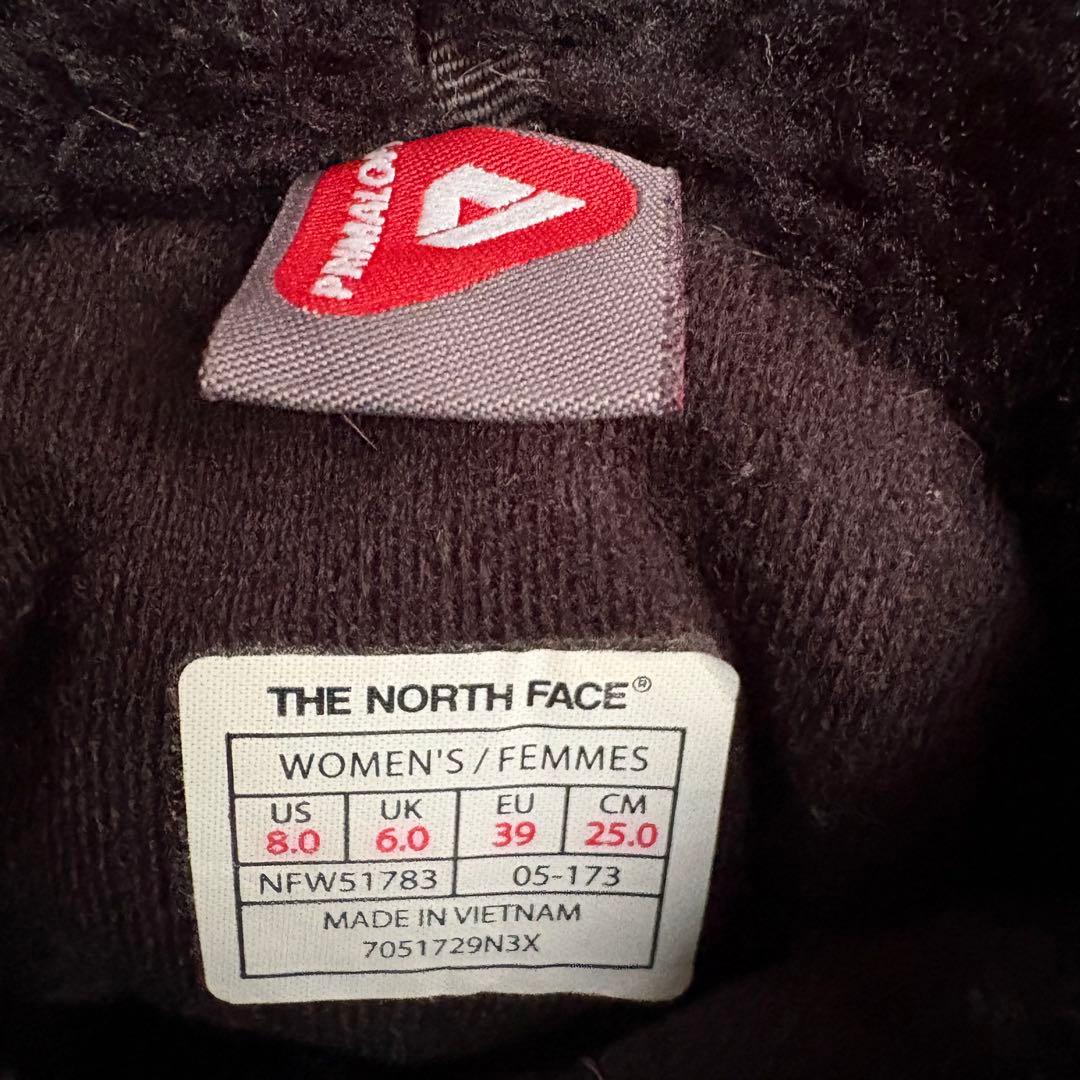 PRIMALOFT
THE NORTH FACE®
WOMEN'S / FEMMES
US UK EU CM
8.0 6.0 39 25.0
NFW51783 05-173
MADE IN VIETNAM
7051729N3X